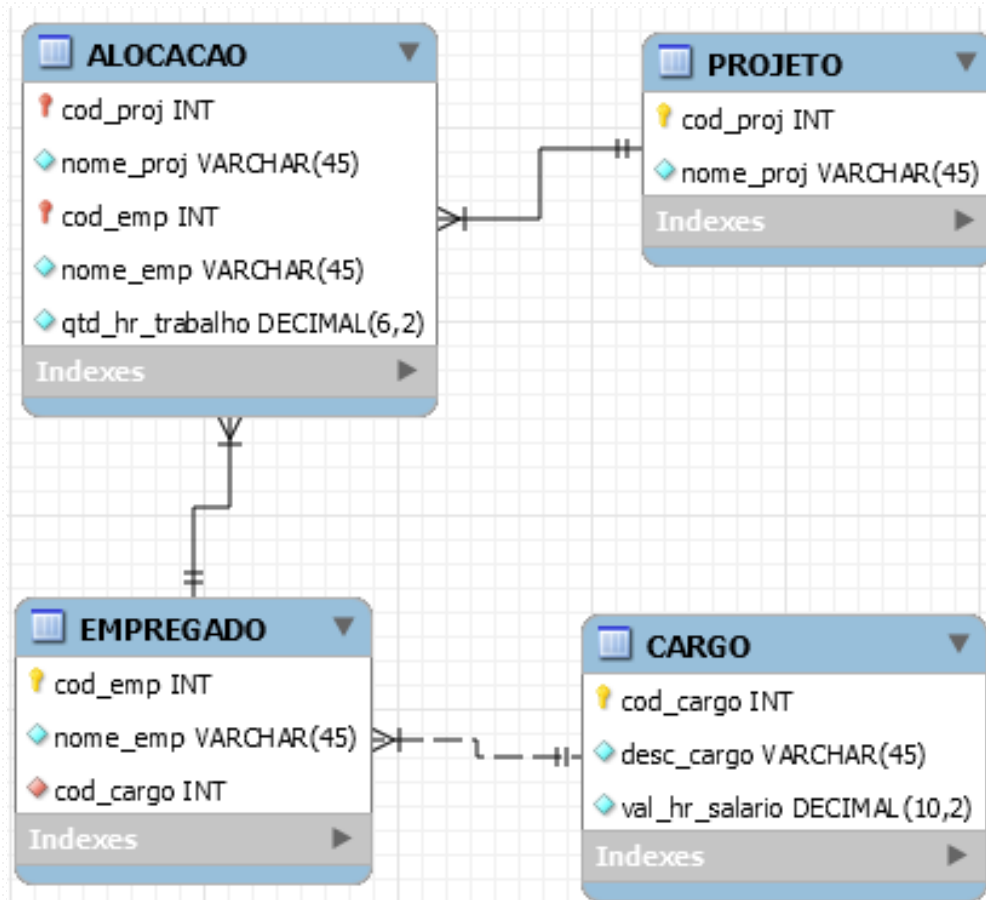 ALOCACAO
cod_proj INT
nome_proj VARCHAR(45)
cod_emp INT
nome_emp VARCHAR(45)
qtd_hr_trabalho DECIMAL(6,2)
Indexes
PROJETO
cod_proj INT
nome_proj VARCHAR(45)
Indexes
EMPREGADO
cod_emp INT
nome_emp VARCHAR(45)
cod_cargo INT
Indexes
CARGO
cod_cargo INT
desc_cargo VARCHAR(45)
val_hr_salario DECIMAL(10,2)
Indexes